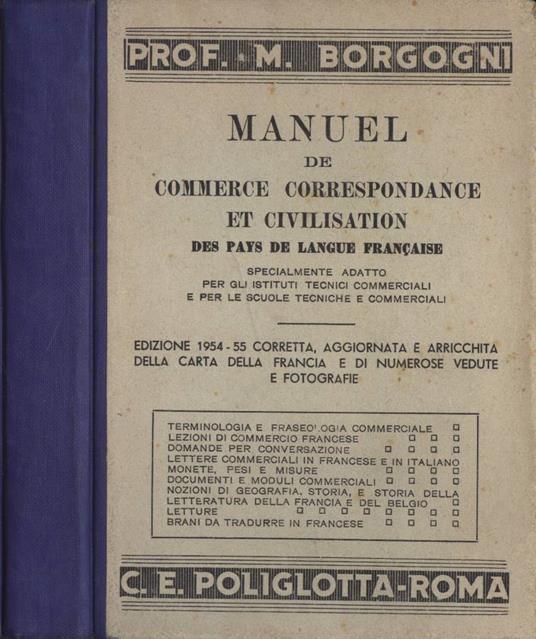 PROF. M. BORGOGNI
MANUEL
DE
COMMERCE CORRESPONDANCE
ET CIVILISATION
DES PAYS DE LANGUE FRANÇAISE
SPECIALMENTE ADATTO
PER GLI ISTITUTI TECNICI COMMERCIALI
E PER LE SCUOLE TECNICHE E COMMERCIALI
EDIZIONE 1954-55 CORRETTA, AGGIORNATA E ARRICCHITA
DELLA CARTA DELLA FRANCIA E DI NUMEROSE VEDUTE
E FOTOGRAFIE
TERMINOLOGIA E FRASEOLOGIA COMMERCIALE
LEZIONI DI COMMERCIO FRANCESE
DOMANDE PER CONVERSAZIONE
LETTERE COMMERCIALI IN FRANCESE E IN ITALIANO
MONETE, PESI E MISURE
DOCUMENTI E MODULI COMMERCIALI
NOZIONI DI GEOGRAFIA, STORIA, E STORIA DELLA
LETTERATURA DELLA FRANCIA E DEL BELGIO
LETTURE
BRANI DA TRADURRE IN FRANCESE
C. E. POLIGLOTTA-ROMA